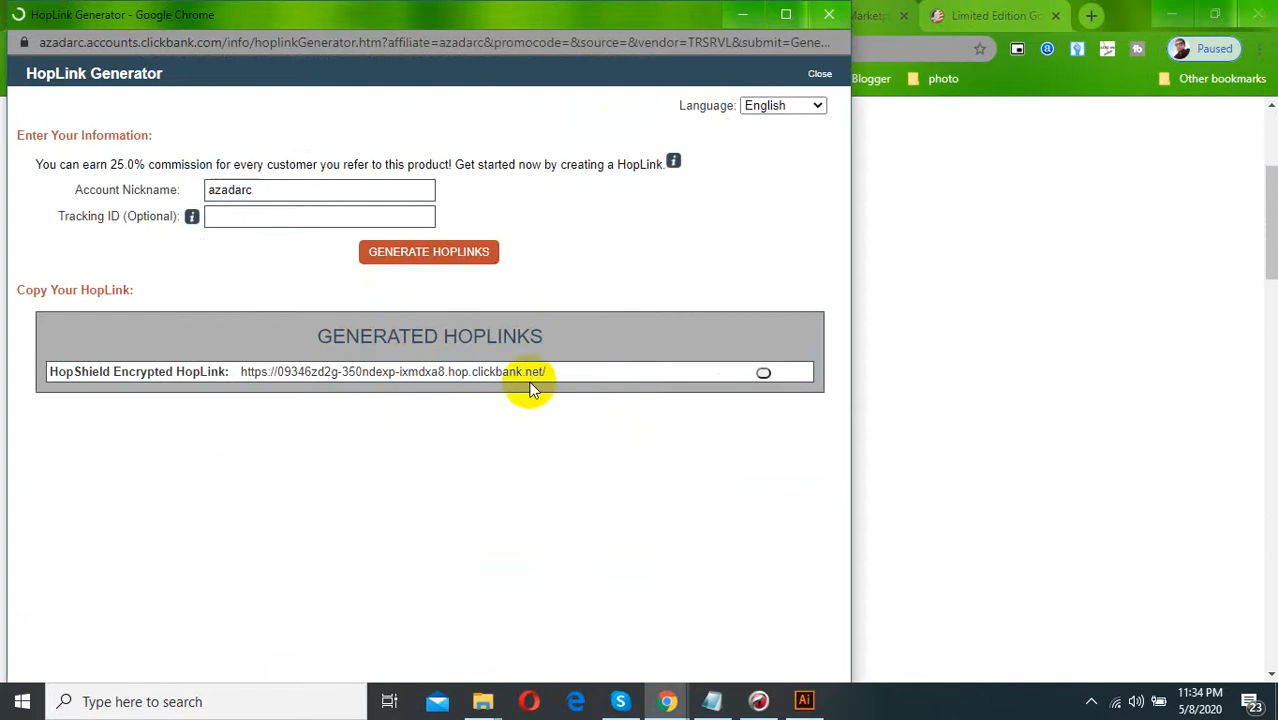 HopLink Generator - Google Chrome
Marketp
Limited Edition Go
azadarc.accounts.clickbank.com/info/hoplinkGenerator.htm?affiliate=azadarc&promocode=&source=&vendor=TRSRVL&submit=Gene...
Paused
HopLink Generator
Close
Blogger
photo
Other bookmarks
Language: English
Enter Your Information:
You can earn 25.0% commission for every customer you refer to this product! Get started now by creating a HopLink.
Account Nickname: azadarc
Tracking ID (Optional):
GENERATE HOPLINKS
Copy Your HopLink:
GENERATED HOPLINKS
HopShield Encrypted HopLink: https://09346zd2g-350ndexp-ixmdxa8.hop.clickbank.net/
Type here to search
Ai
11:34 PM
5/8/2020
23